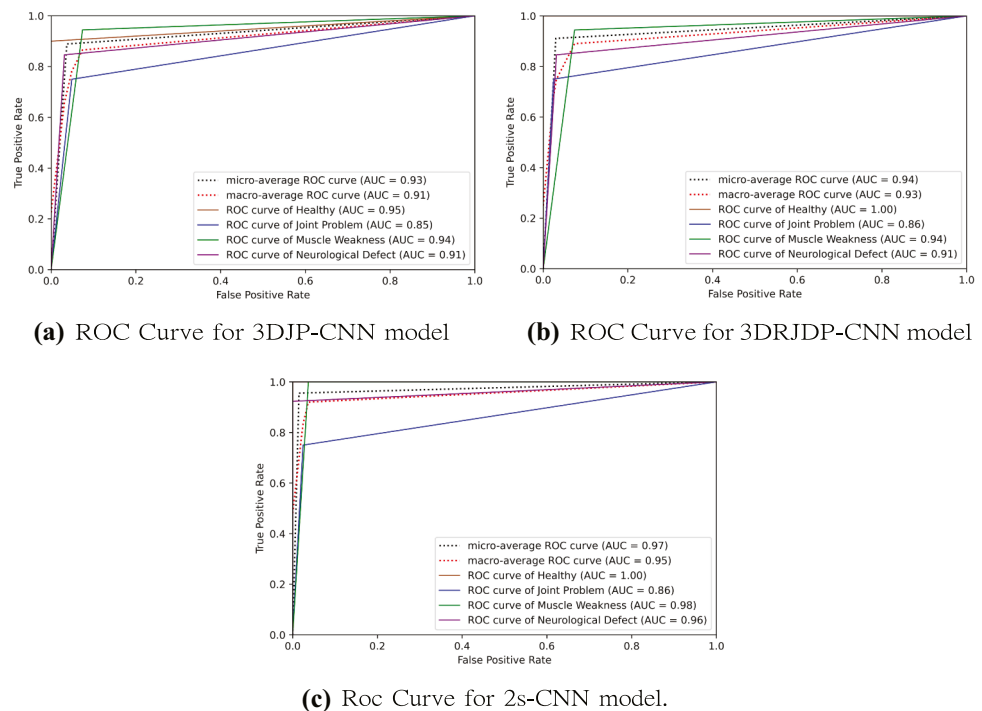 1.0
0.8
0.6
0.4
0.2
0.0
True Positive Rate
micro-average ROC curve (AUC = 0.93)
macro-average ROC curve (AUC = 0.91)
ROC curve of Healthy (AUC = 0.95)
ROC curve of Joint Problem (AUC = 0.85)
ROC curve of Muscle Weakness (AUC = 0.94)
ROC curve of Neurological Defect (AUC = 0.91)
0.0 0.2 0.4 0.6 0.8 1.0
False Positive Rate
(a) ROC Curve for 3DJP-CNN model
1.0
0.8
0.6
0.4
0.2
0.0
True Positive Rate
micro-average ROC curve (AUC = 0.94)
macro-average ROC curve (AUC = 0.93)
ROC curve of Healthy (AUC = 1.00)
ROC curve of Joint Problem (AUC = 0.86)
ROC curve of Muscle Weakness (AUC = 0.94)
ROC curve of Neurological Defect (AUC = 0.91)
0.0 0.2 0.4 0.6 0.8 1.0
False Positive Rate
(b) ROC Curve for 3DRJDP-CNN model
1.0
0.8
0.6
0.4
0.2
0.0
True Positive Rate
micro-average ROC curve (AUC = 0.97)
macro-average ROC curve (AUC = 0.95)
ROC curve of Healthy (AUC = 1.00)
ROC curve of Joint Problem (AUC = 0.86)
ROC curve of Muscle Weakness (AUC = 0.98)
ROC curve of Neurological Defect (AUC = 0.96)
0.0 0.2 0.4 0.6 0.8 1.0
False Positive Rate
(c) Roc Curve for 2s-CNN model.